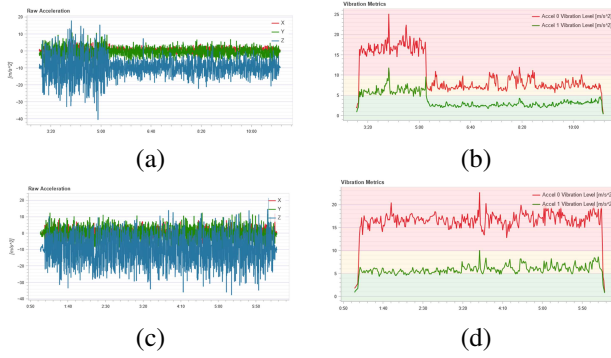 Raw Acceleration
X
Y
Z
[m/s^2]
20
10
0
-10
-20
-30
-40
3:20
5:00
6:40
8:20
10:00
(a)
Vibration Metrics
Accel 0 Vibration Level [m/s^2]
Accel 1 Vibration Level [m/s^2]
25
20
15
10
5
0
3:20
5:00
6:40
8:20
10:00
(b)
Raw Acceleration
X
Y
Z
[m/s^2]
20
10
0
-10
-20
-30
-40
0:50
1:40
2:30
3:20
4:10
5:00
5:50
(c)
Vibration Metrics
Accel 0 Vibration Level [m/s^2]
Accel 1 Vibration Level [m/s^2]
20
15
10
5
0
0:50
1:40
2:30
3:20
4:10
5:00
5:50
(d)